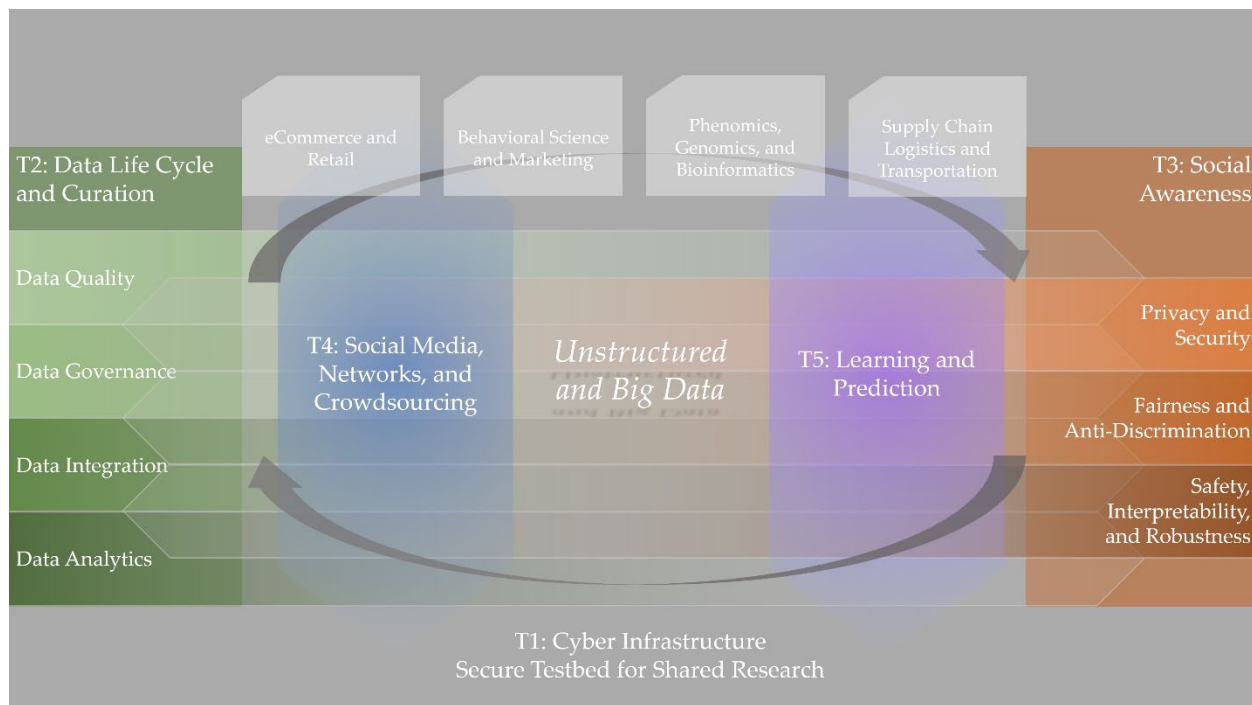 eCommerce and
Retail
Behavioral Science
and Marketing
Phenomics,
Genomics, and
Bioinformatics
Supply Chain
Logistics and
Transportation
T2: Data Life Cycle
and Curation
T3: Social
Awareness
Data Quality
Data Governance
Data Integration
Data Analytics
T4: Social Media,
Networks, and
Crowdsourcing
Unstructured
and Big Data
T5: Learning and
Prediction
Privacy and
Security
Fairness and
Anti-Discrimination
Safety,
Interpretability,
and Robustness
T1: Cyber Infrastructure
Secure Testbed for Shared Research